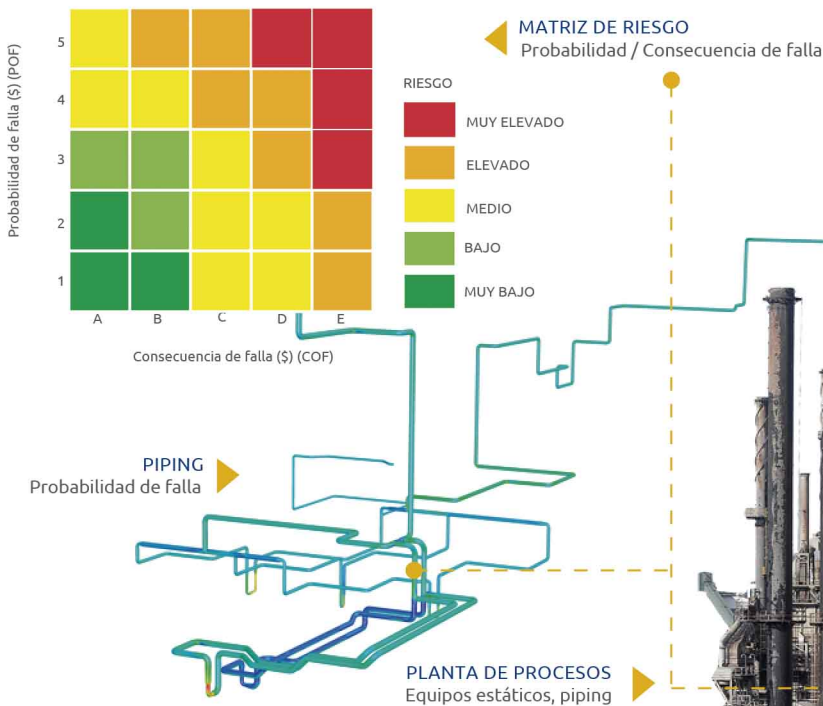 MATRIZ DE RIESGO
Probabilidad / Consecuencia de falla
Probabilidad de falla ($) (POF)
5
4
3
2
1
A B C D E
Consecuencia de falla ($) (COF)
RIESGO
MUY ELEVADO
ELEVADO
MEDIO
BAJO
MUY BAJO
PIPING
Probabilidad de falla
PLANTA DE PROCESOS
Equipos estáticos, piping